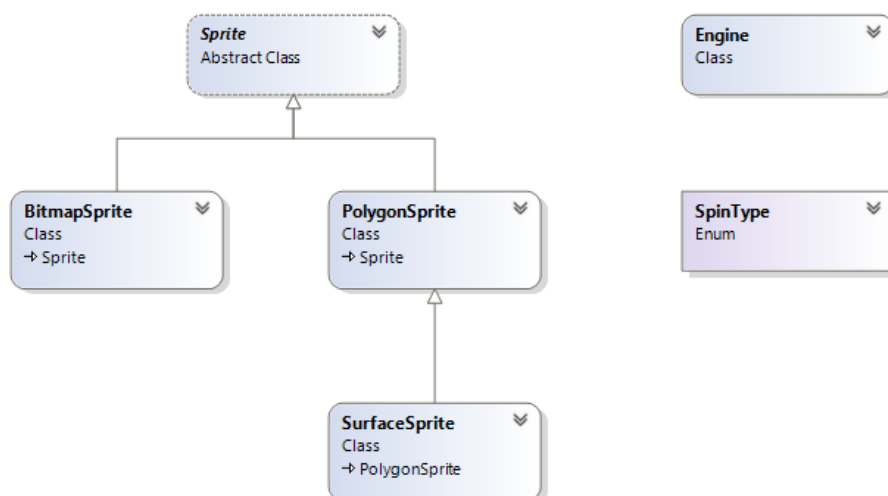 Sprite
Abstract Class
Engine
Class
BitmapSprite
Class
Sprite
PolygonSprite
Class
Sprite
SpinType
Enum
SurfaceSprite
Class
PolygonSprite